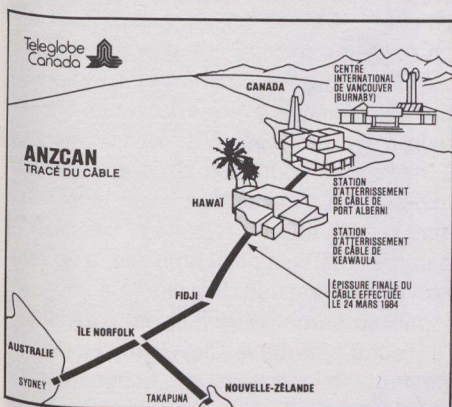 Teleglobe
Canada
CANADA
CENTRE
INTERNATIONAL
DE VANCOUVER
(BURNABY)
ANZCAN
TRACÉ DU CÂBLE
HAWAÏ
STATION
D'ATTERRISSEMENT
DE CÂBLE DE
PORT ALBERNI
STATION
D'ATTERRISSEMENT
DE CÂBLE DE
KEAWAULA
ÉPISSURE FINALE DU
CÂBLE EFFECTUÉE
LE 24 MARS 1984
FIDJI
ÎLE NORFOLK
AUSTRALIE
SYDNEY
TAKAPUNA
NOUVELLE-ZÉLANDE